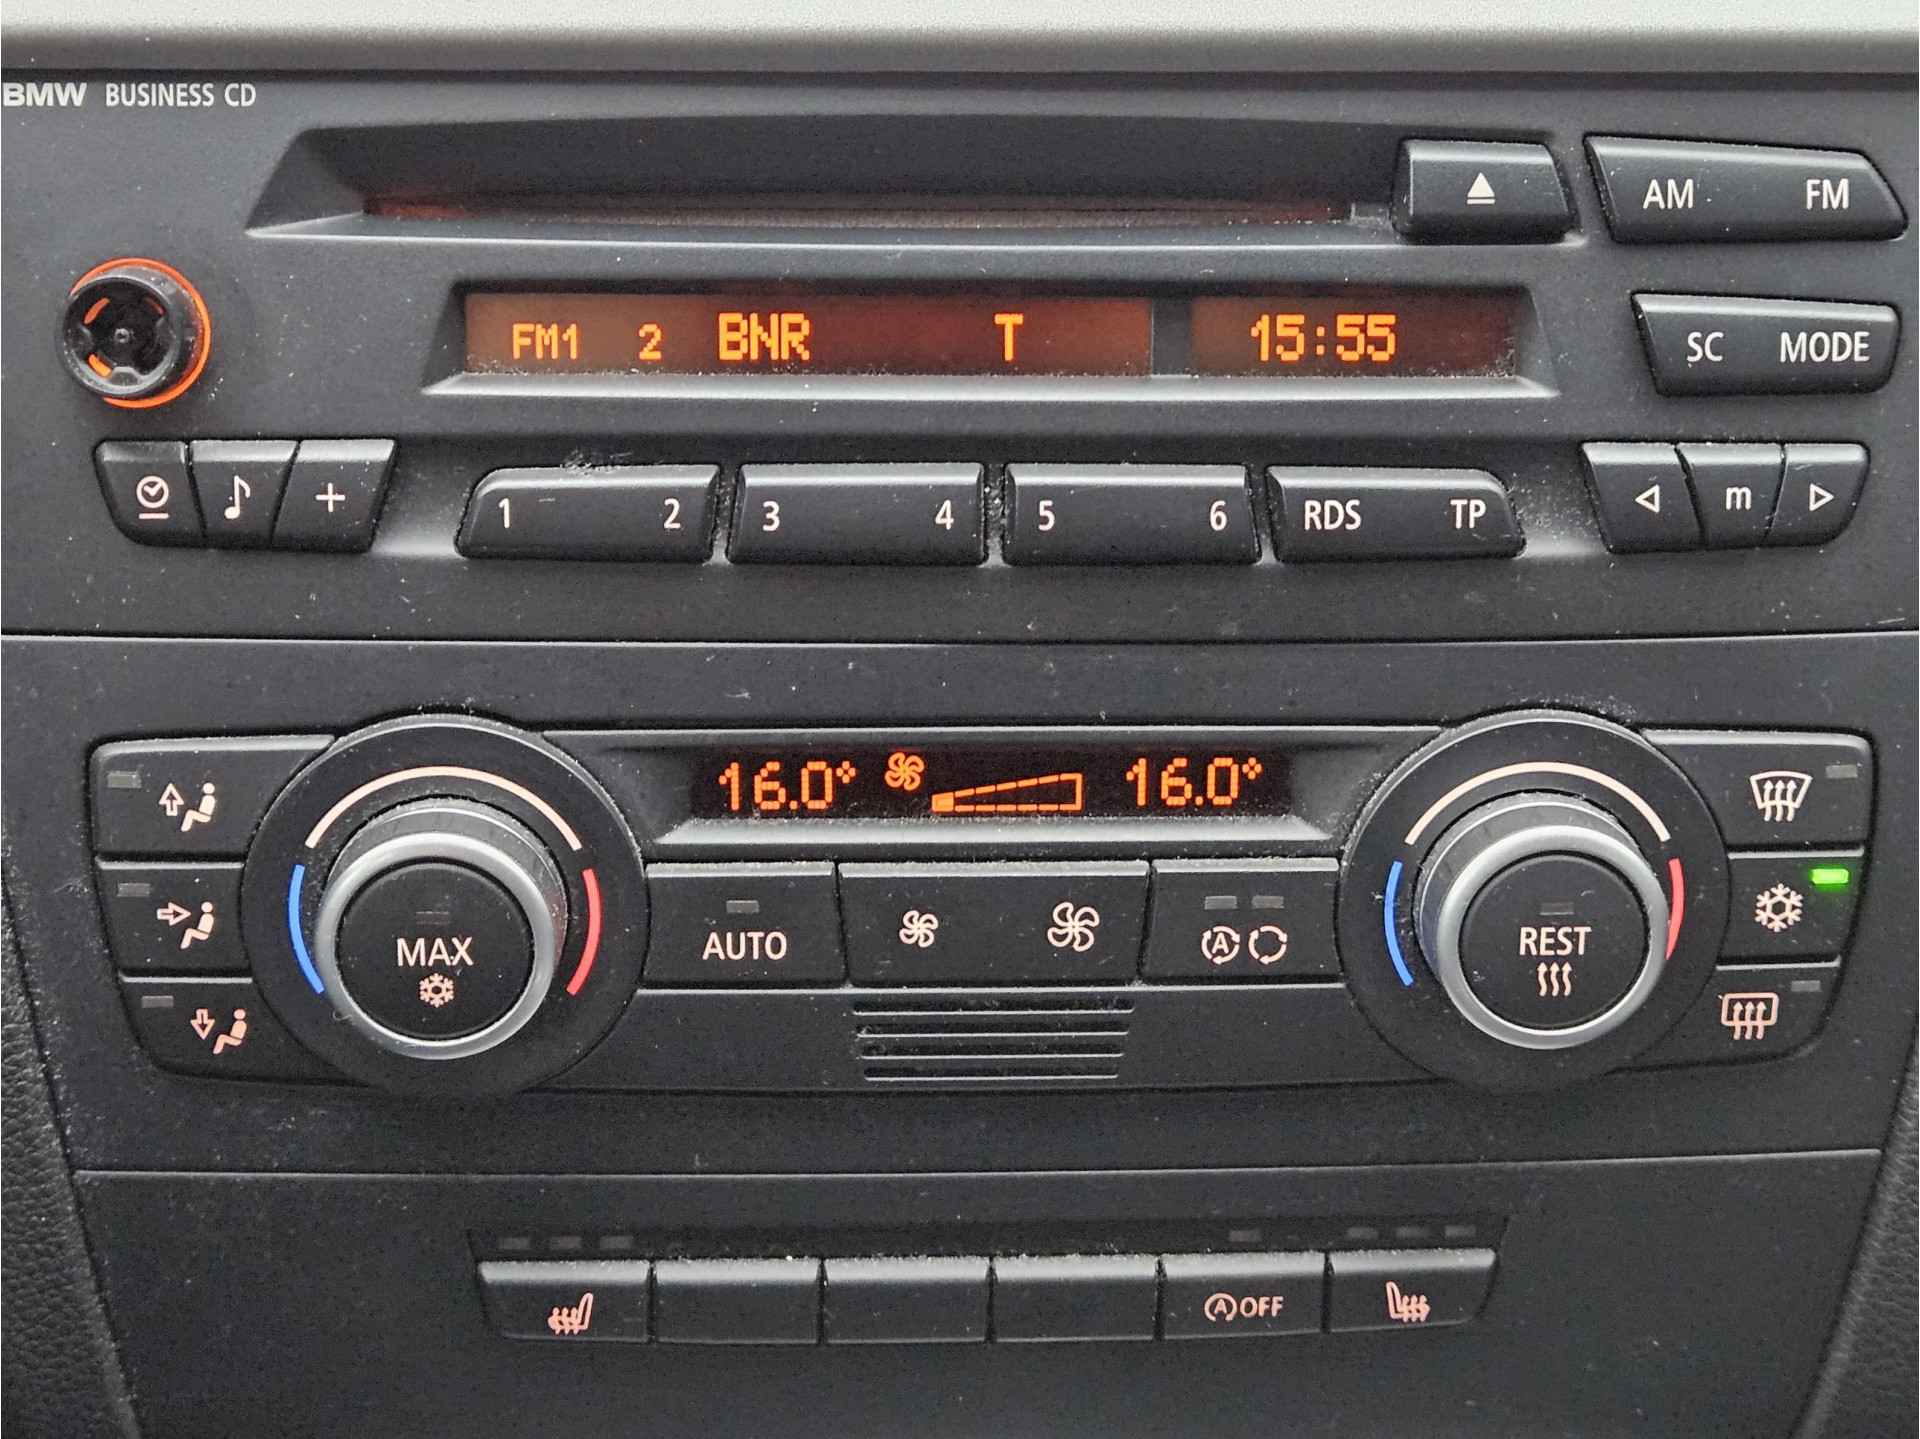 BMW BUSINESS CD
AM FM
FM1 2 BNR T 15:55
SC MODE
1 2 3 4 5 6 RDS TP m
16.0° 16.0°
MAX AUTO A REST
A OFF